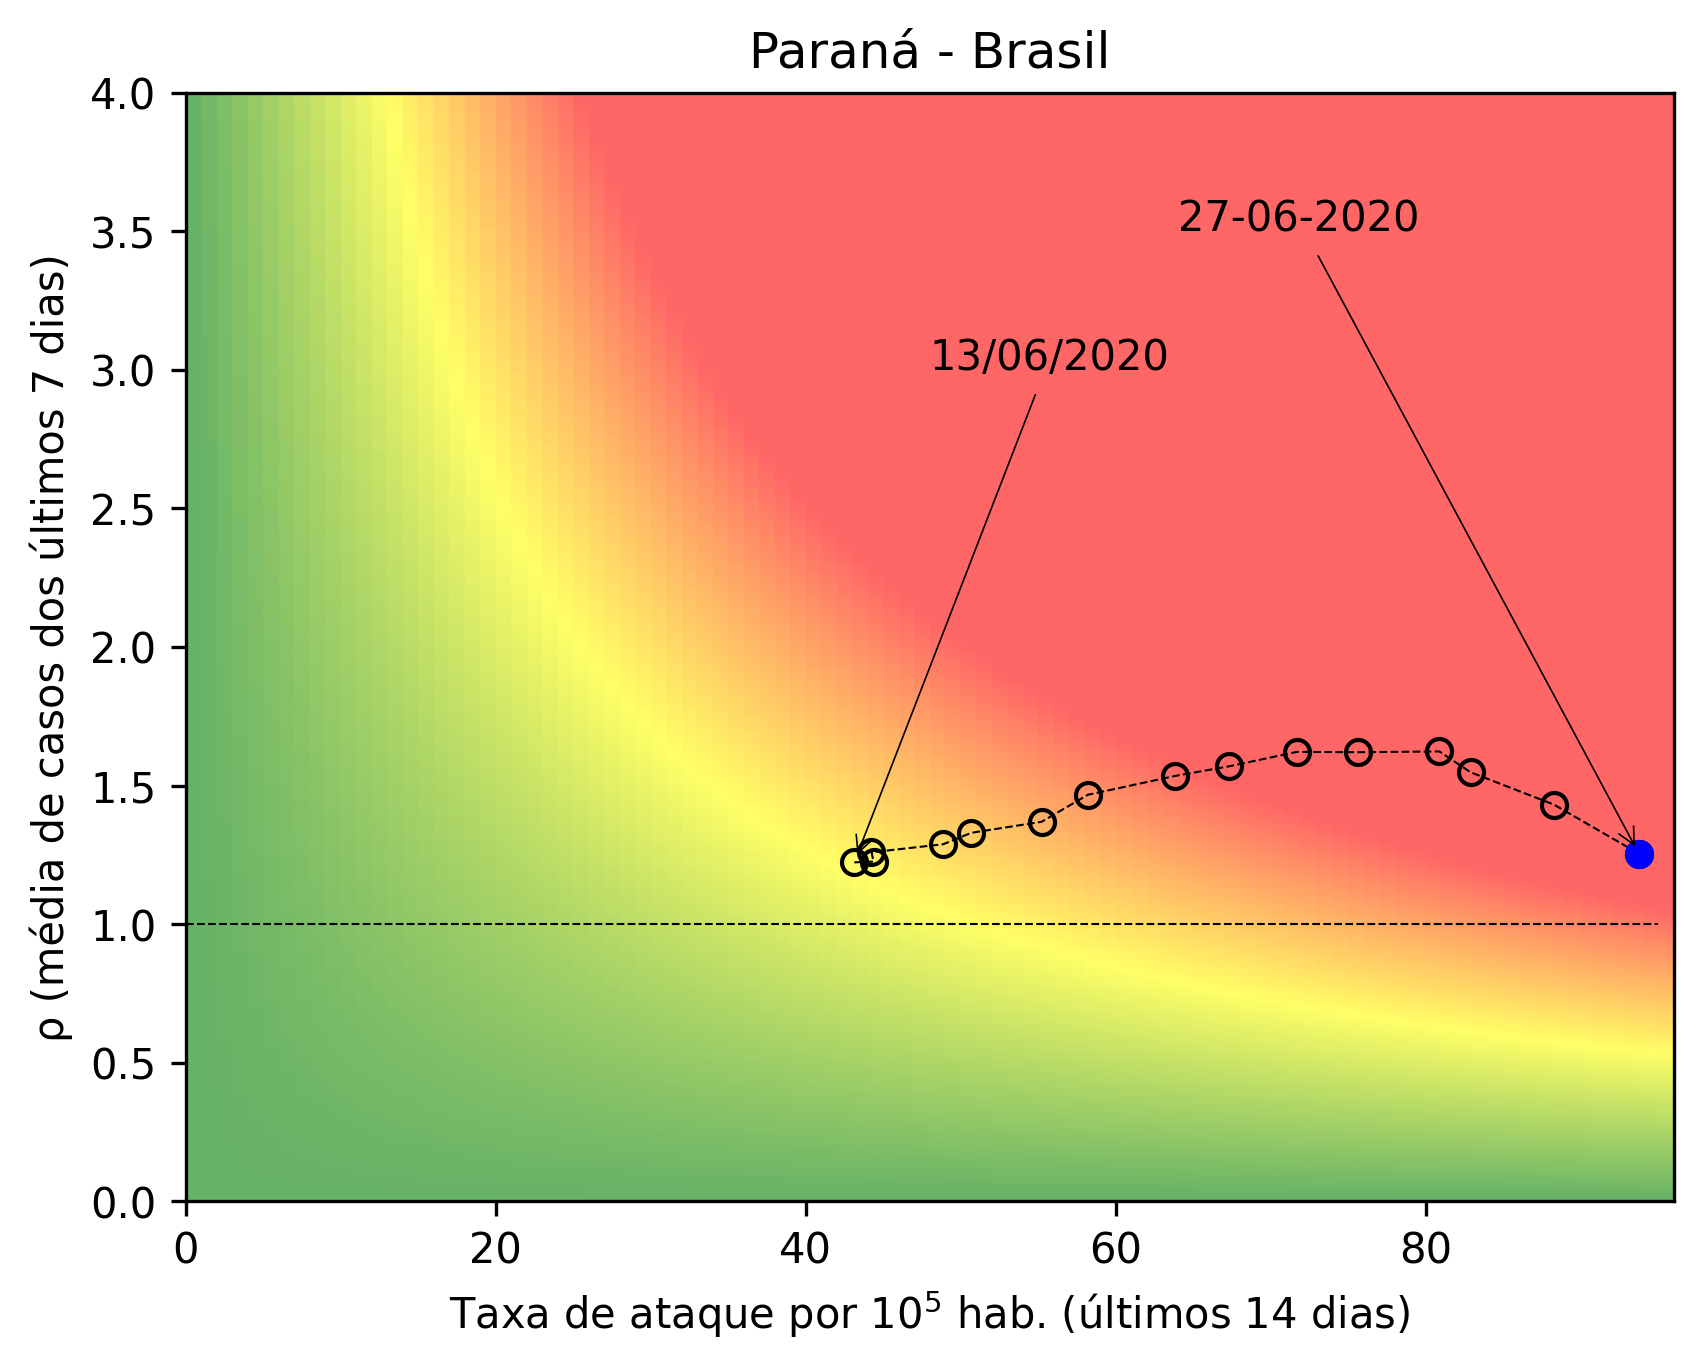 Paraná - Brasil
4.0
3.5
3.0
2.5
2.0
1.5
1.0
0.5
0.0
ρ (média de casos dos últimos 7 dias)
27-06-2020
13/06/2020
0 20 40 60 80
Taxa de ataque por 10⁵ hab. (últimos 14 dias)